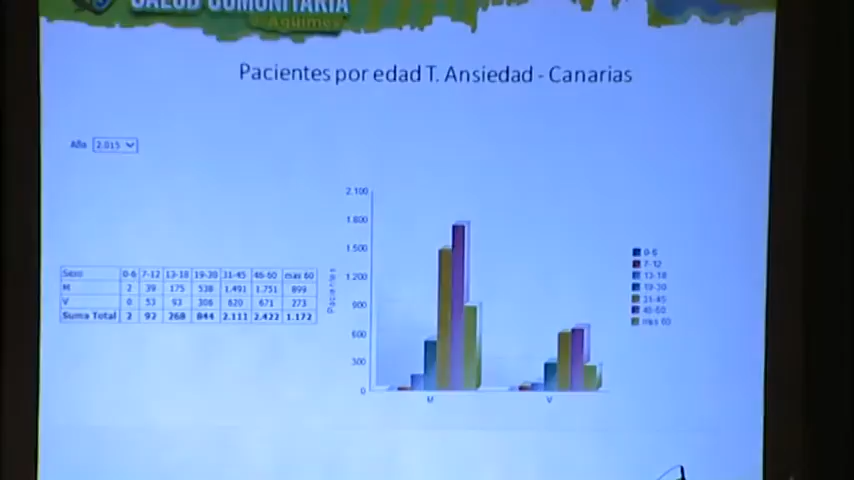 SALUD COMUNITARIA
Agüimes
Pacientes por edad T. Ansiedad - Canarias
Año 2.015
Sexo 0-6 7-12 13-18 19-30 31-45 46-60 mas 60
M 2 39 175 538 1.491 1.751 899
V 0 53 93 306 620 671 273
Suma Total 2 92 268 844 2.111 2.422 1.172
2.100
1.800
1.500
1.200
900
600
300
0
Pacientes
M V
0-6
7-12
13-18
19-30
31-45
46-60
mas 60